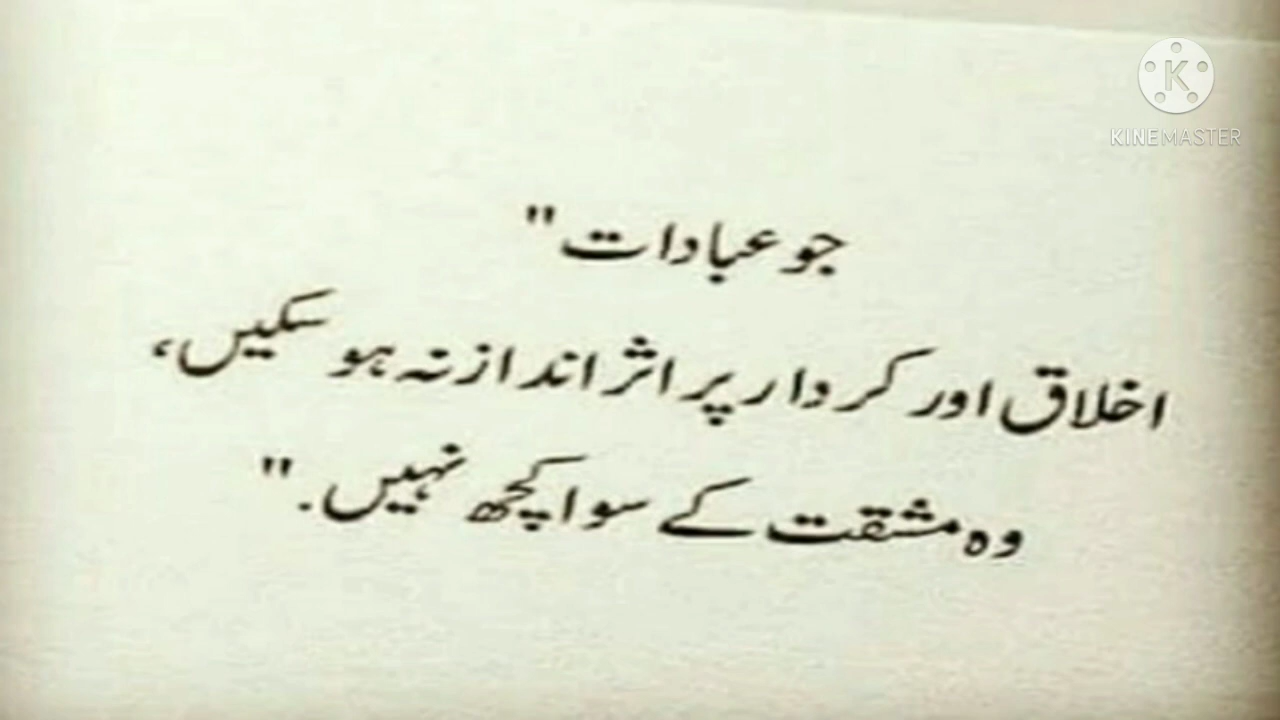 KINEMASTER
جو عبادات"
اخلاق اور کردار پر اثر انداز نہ ہو سکیں،
وہ مشقت کے سوا کچھ نہیں۔"